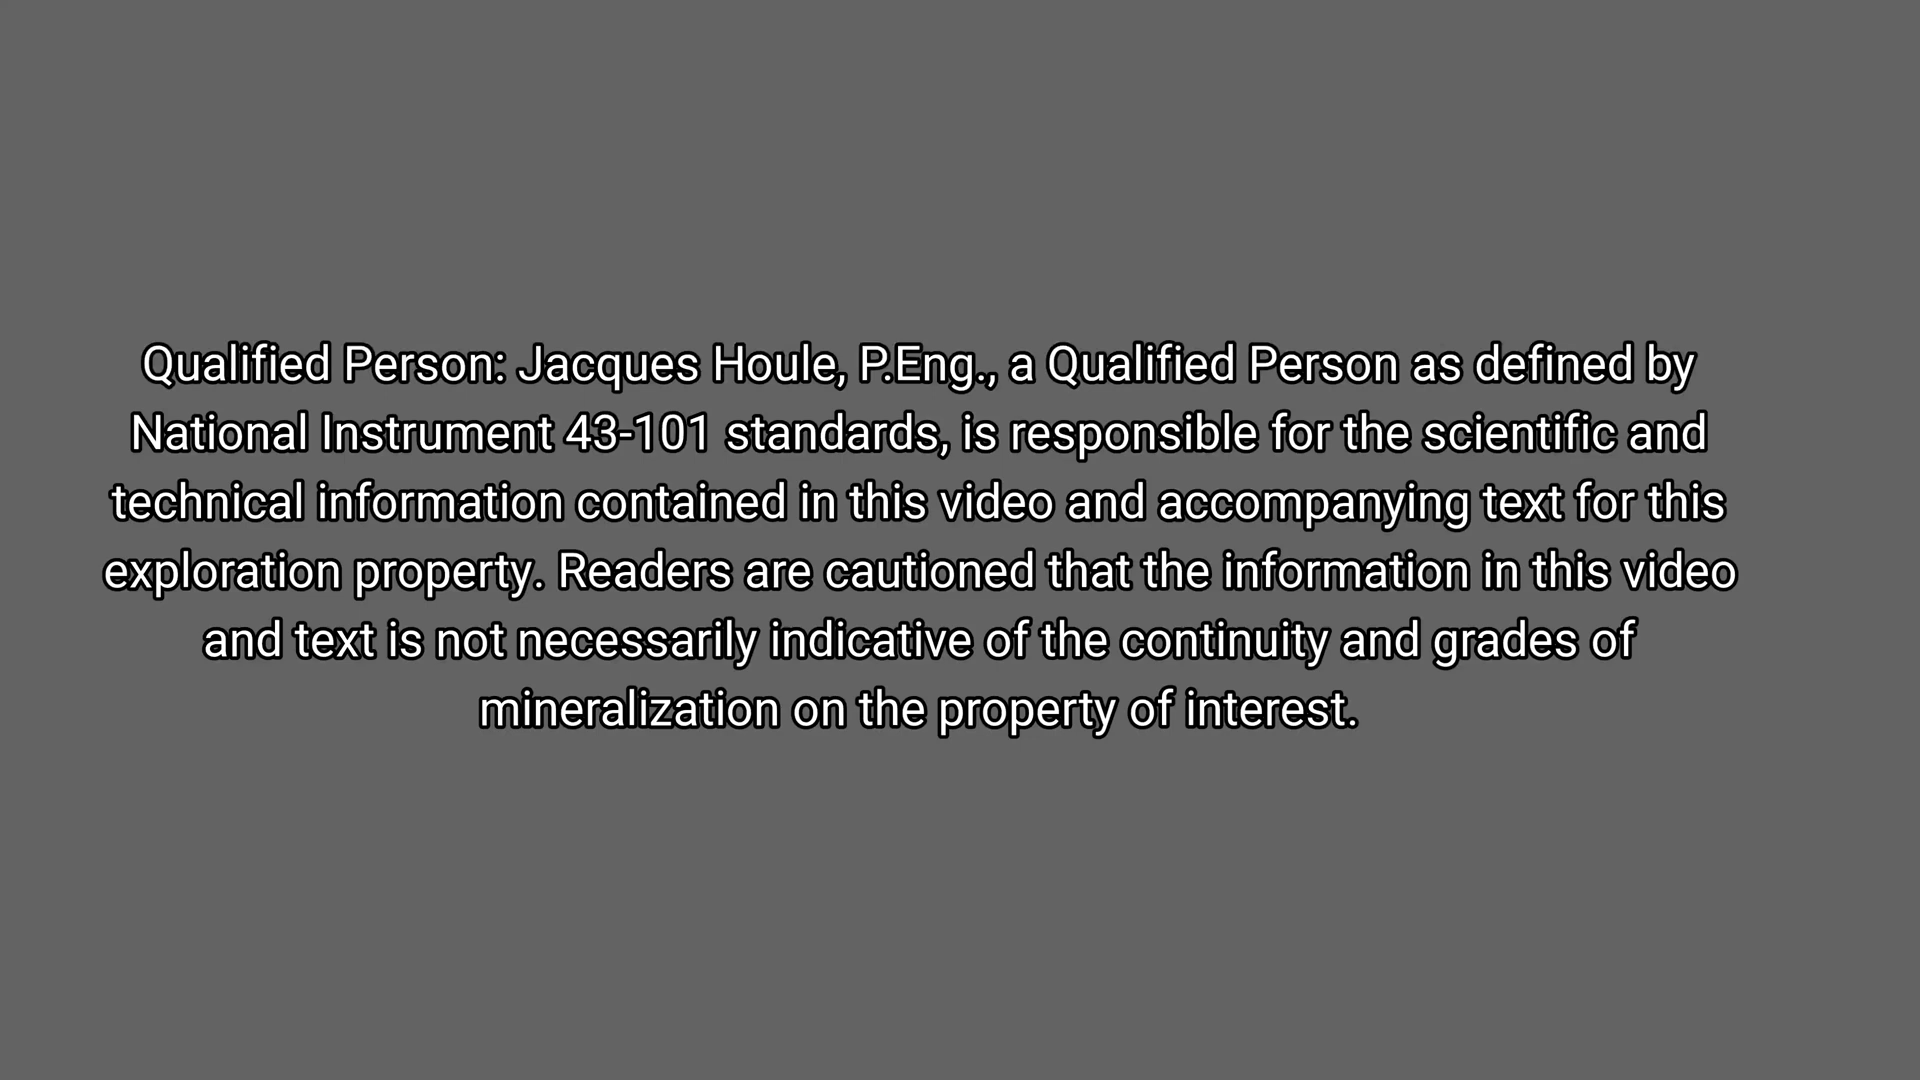 Qualified Person: Jacques Houle, P.Eng., a Qualified Person as defined by
National Instrument 43-101 standards, is responsible for the scientific and
technical information contained in this video and accompanying text for this
exploration property. Readers are cautioned that the information in this video
and text is not necessarily indicative of the continuity and grades of
mineralization on the property of interest.